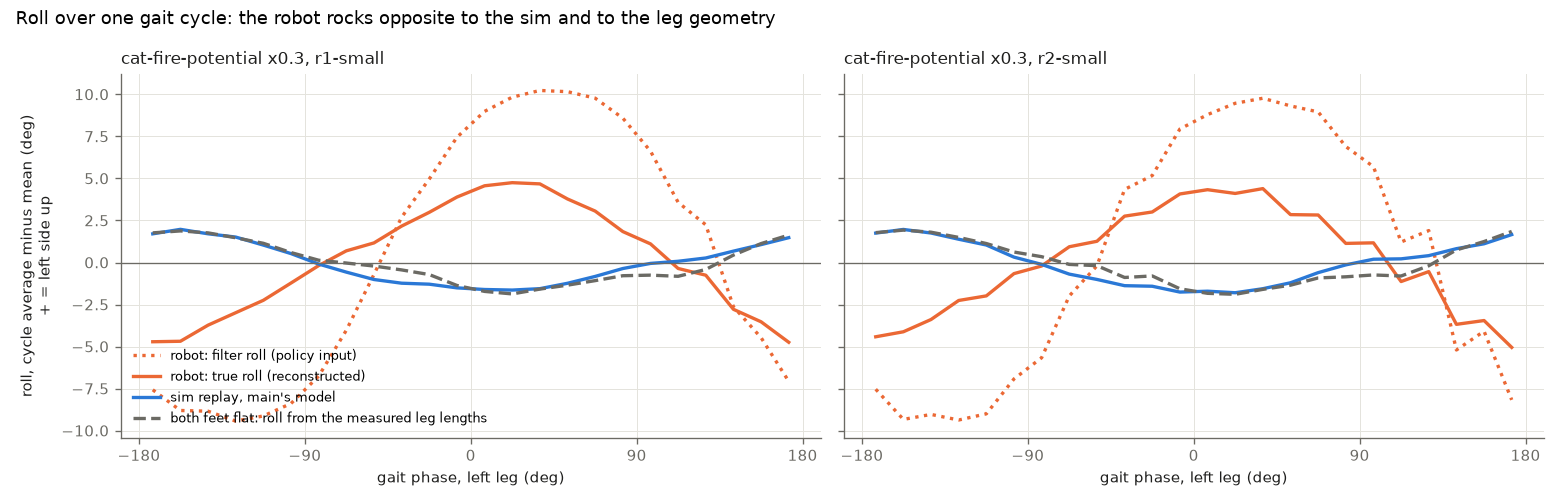 Roll over one gait cycle: the robot rocks opposite to the sim and to the leg geometry
cat-fire-potential x0.3, r1-small
cat-fire-potential x0.3, r2-small
roll, cycle average minus mean (deg)
+ = left side up
10.0
7.5
5.0
2.5
0.0
−2.5
−5.0
−7.5
−10.0
robot: filter roll (policy input)
robot: true roll (reconstructed)
sim replay, main's model
both feet flat: roll from the measured leg lengths
−180
−90
0
90
180
−180
−90
0
90
180
gait phase, left leg (deg)
gait phase, left leg (deg)